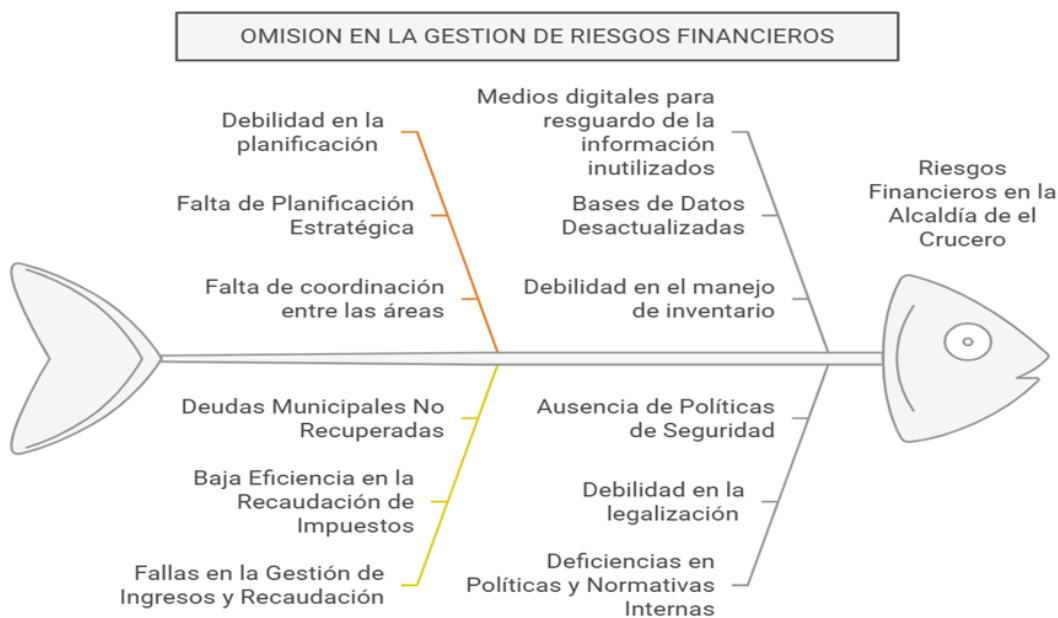 OMISION EN LA GESTION DE RIESGOS FINANCIEROS
Debilidad en la
planificación
Falta de Planificación
Estratégica
Falta de coordinación
entre las áreas
Medios digitales para
resguardo de la
información
inutilizados
Bases de Datos
Desactualizadas
Debilidad en el manejo
de inventario
Riesgos
Financieros en la
Alcaldía de el
Crucero
Deudas Municipales No
Recuperadas
Baja Eficiencia en la
Recaudación de
Impuestos
Fallas en la Gestión de
Ingresos y Recaudación
Ausencia de Políticas
de Seguridad
Debilidad en la
legalización
Deficiencias en
Políticas y Normativas
Internas